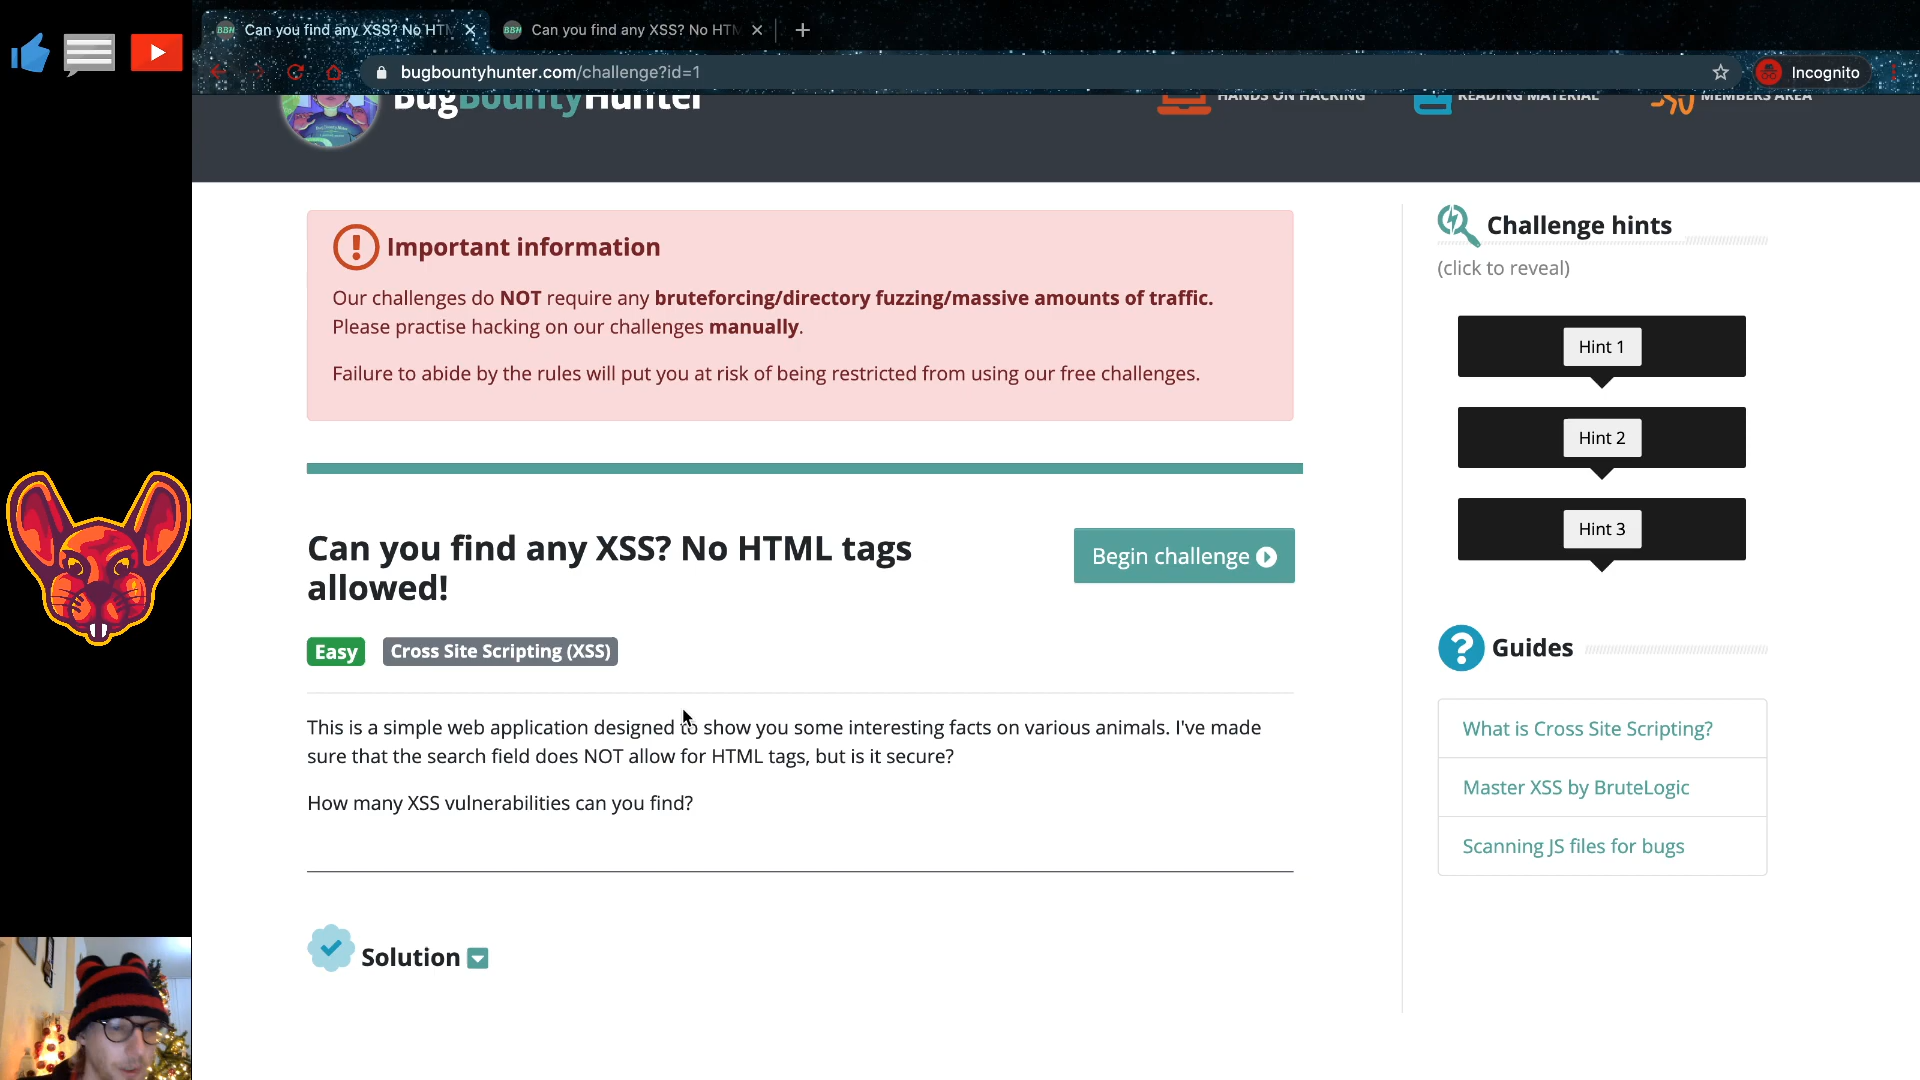 Can you find any XSS? No HT
Can you find any XSS? No HTM
bugbountyhunter.com/challenge?id=1
Incognito
BugBountyHunter
HANDS ON HACKING
READING MATERIAL
MEMBERS AREA
Important information
Our challenges do NOT require any bruteforcing/directory fuzzing/massive amounts of traffic.
Please practise hacking on our challenges manually.
Failure to abide by the rules will put you at risk of being restricted from using our free challenges.
Can you find any XSS? No HTML tags
allowed!
Begin challenge
Easy
Cross Site Scripting (XSS)
This is a simple web application designed to show you some interesting facts on various animals. I've made
sure that the search field does NOT allow for HTML tags, but is it secure?
How many XSS vulnerabilities can you find?
Solution
Challenge hints
(click to reveal)
Hint 1
Hint 2
Hint 3
Guides
What is Cross Site Scripting?
Master XSS by BruteLogic
Scanning JS files for bugs